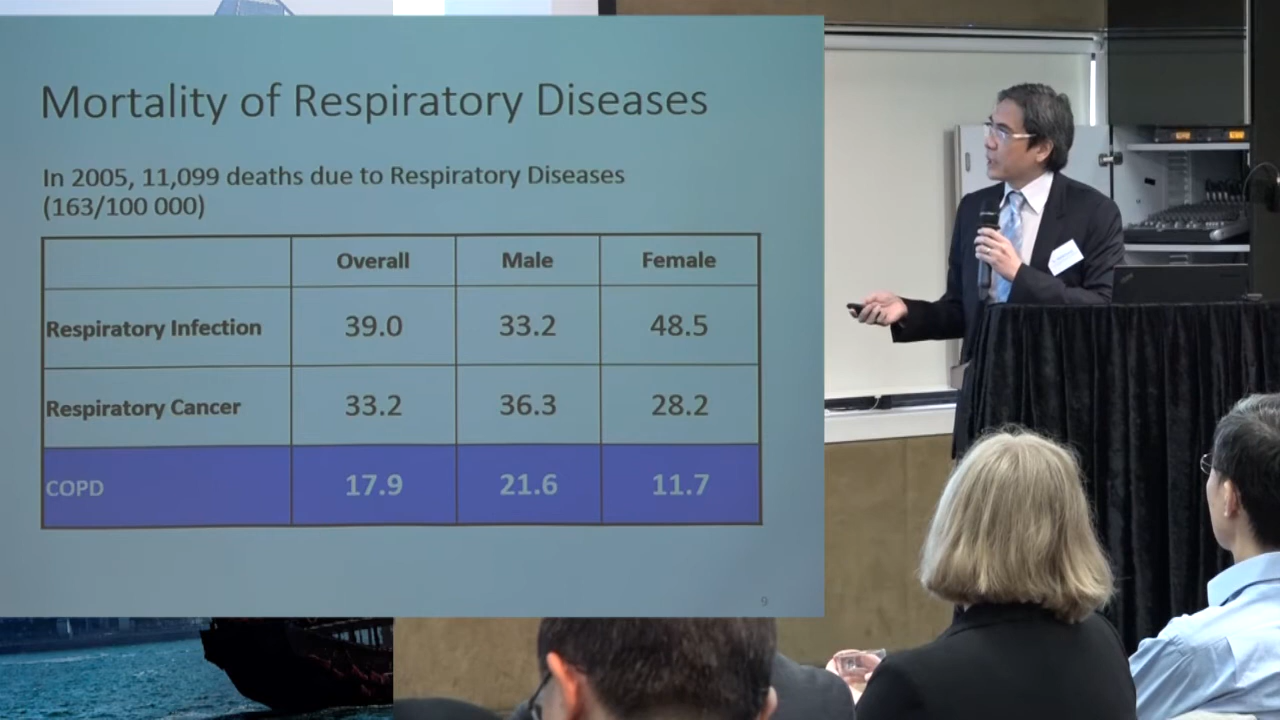 Mortality of Respiratory Diseases
In 2005, 11,099 deaths due to Respiratory Diseases
(163/100 000)
Overall Male Female
Respiratory Infection 39.0 33.2 48.5
Respiratory Cancer 33.2 36.3 28.2
COPD 17.9 21.6 11.7
9